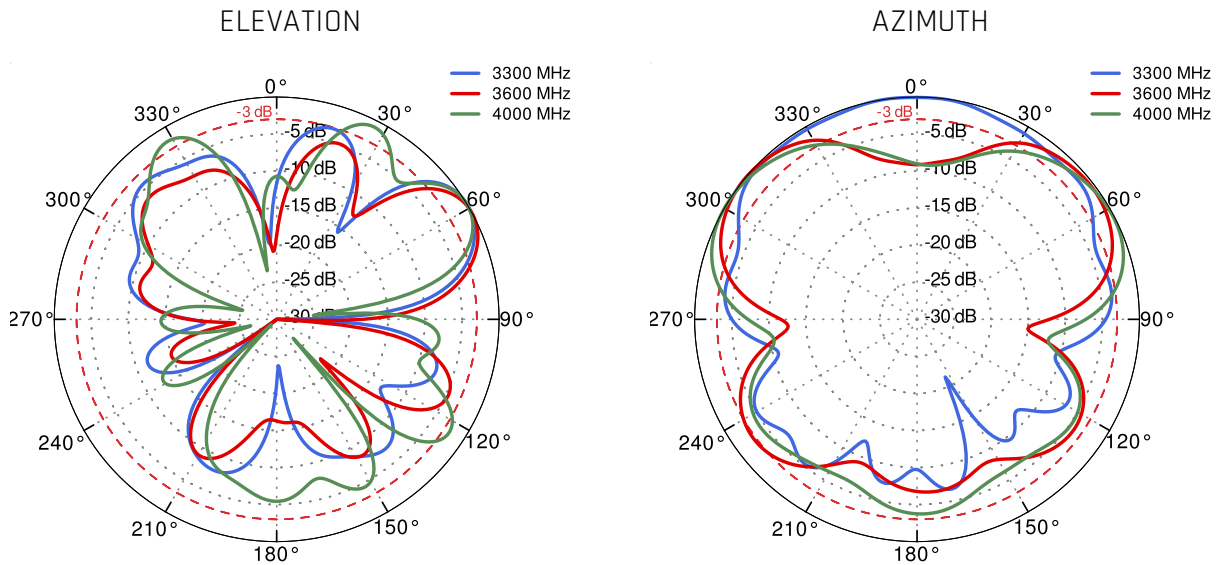 ELEVATION
AZIMUTH
3300 MHz
3600 MHz
4000 MHz
0°
-3 dB
30°
60°
90°
120°
150°
180°
210°
240°
270°
300°
330°
-5 dB
-10 dB
-15 dB
-20 dB
-25 dB
-30 dB
3300 MHz
3600 MHz
4000 MHz
0°
-3 dB
30°
60°
90°
120°
150°
180°
210°
240°
270°
300°
330°
-5 dB
-10 dB
-15 dB
-20 dB
-25 dB
-30 dB